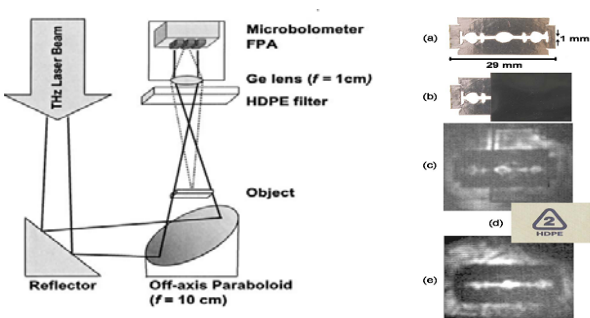 THz Laser Beam
Microbolometer
FPA
Ge lens (f = 1cm)
HDPE filter
Object
Reflector
Off-axis Paraboloid
(f = 10 cm)
(a)
1 mm
29 mm
(b)
(c)
(d)
2
HDPE
(e)